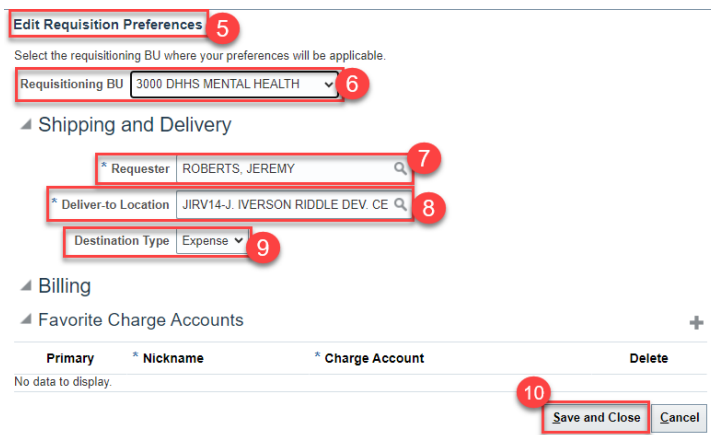 Edit Requisition Preferences 5
Select the requisitioning BU where your preferences will be applicable.
Requisitioning BU 3000 DHHS MENTAL HEALTH 6
Shipping and Delivery
* Requester ROBERTS, JEREMY 7
* Deliver-to Location JIRV14-J. IVERSON RIDDLE DEV. CE 8
Destination Type Expense 9
Billing
Favorite Charge Accounts
Primary * Nickname * Charge Account Delete
No data to display.
10
Save and Close Cancel